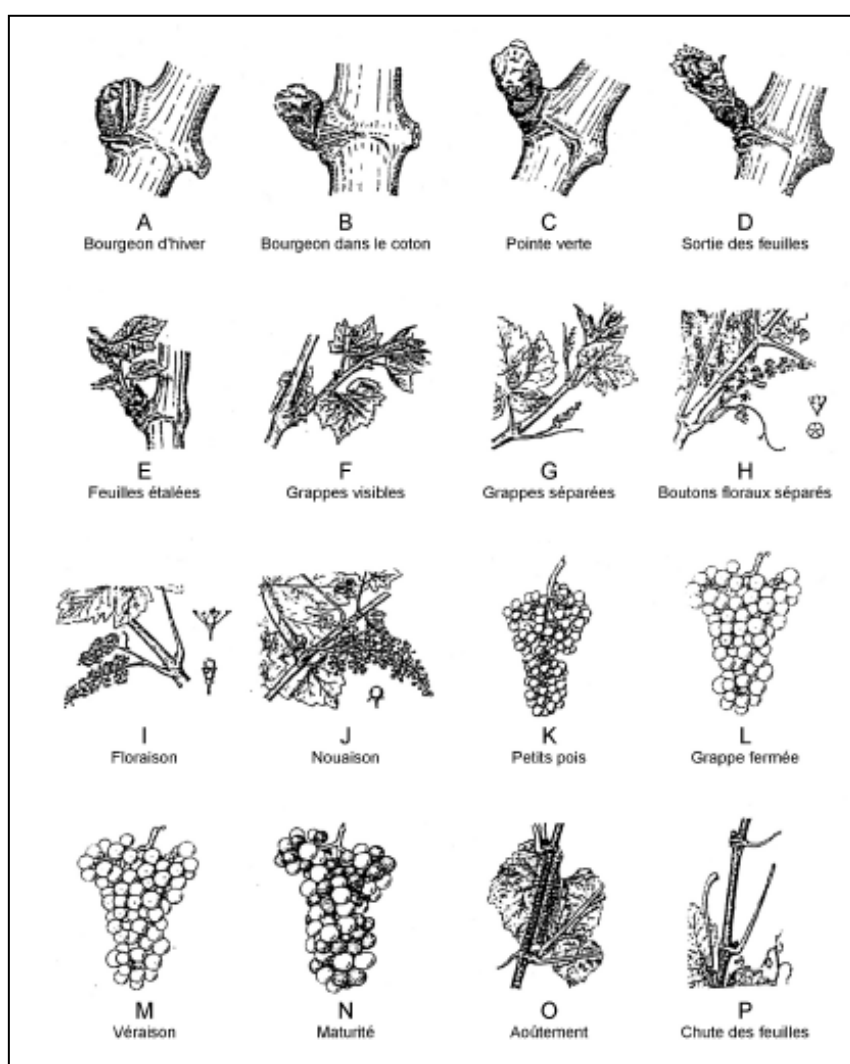 A B C D
Bourgeon d'hiver Bourgeon dans le coton Pointe verte Sortie des feuilles
E F G H
Feuilles étalées Grappes visibles Grappes séparées Boutons floraux séparés
I J K L
Floraison Nouaison Petits pois Grappe fermée
M N O P
Véraison Maturité Aoûtement Chute des feuilles